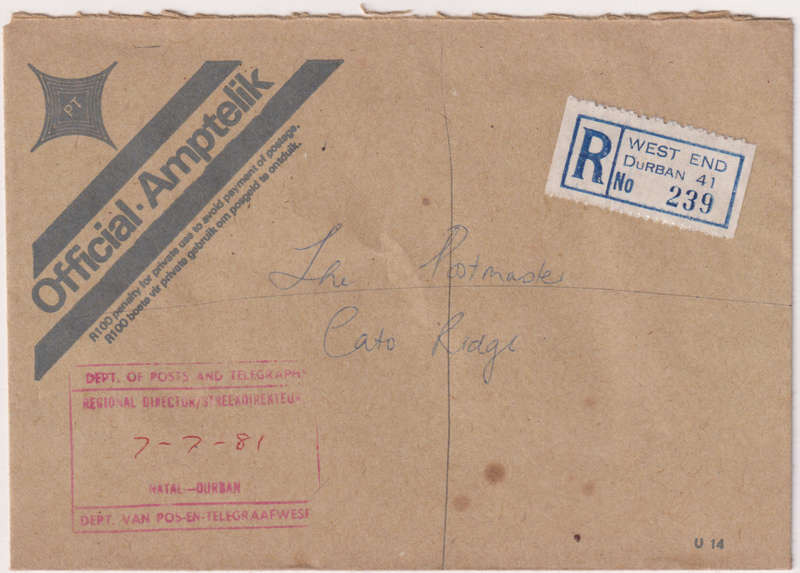 PT
Official · Amptelik
R100 penalty for private use to avoid payment of postage.
R100 boete vir private gebruik om posgeld te ontduik.
R
WEST END
DURBAN 41
No 239
The Postmaster
Cato Ridge
DEPT. OF POSTS AND TELEGRAPH
REGIONAL DIRECTOR/STREEKDIREKTEUR
7-7-81
NATAL—DURBAN
DEPT. VAN POS-EN-TELEGRAAFWESE
U 14